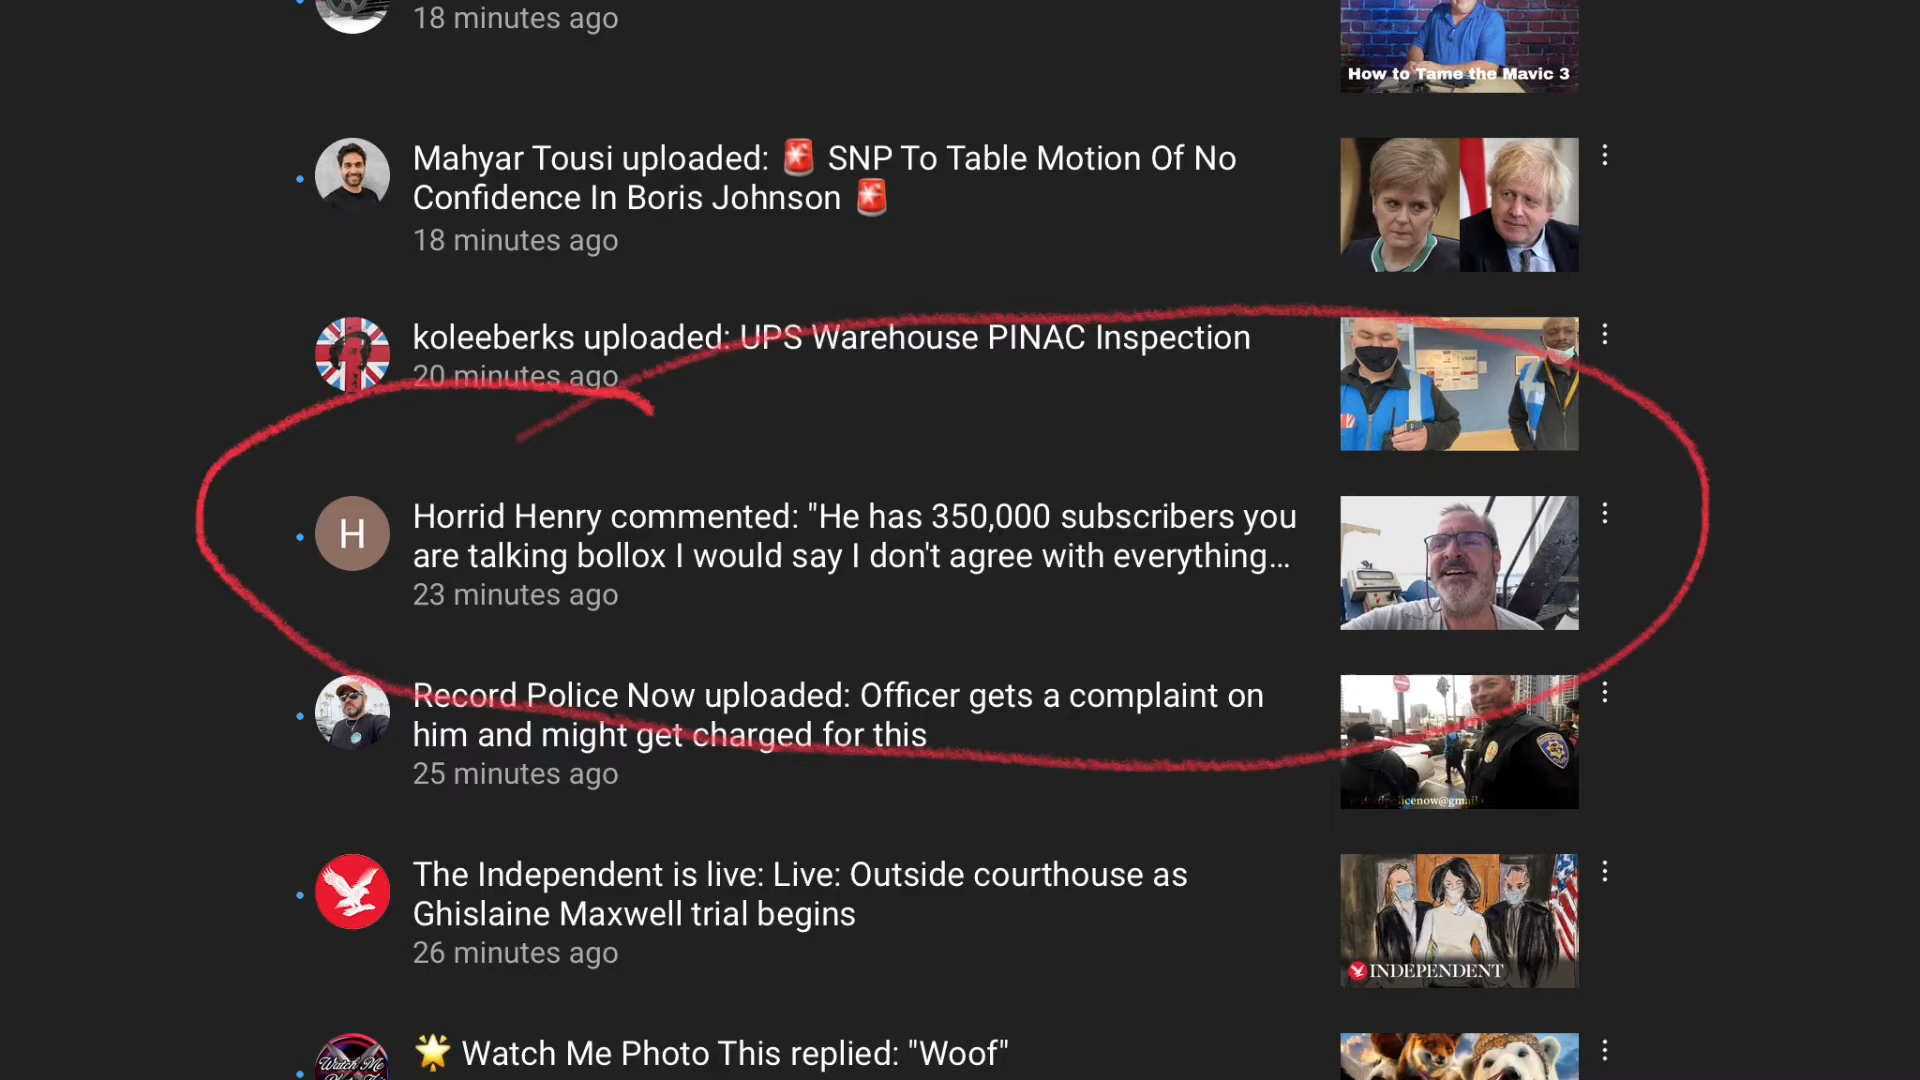 18 minutes ago
How to Tame the Mavic 3
Mahyar Tousi uploaded: 🚨 SNP To Table Motion Of No
Confidence In Boris Johnson 🚨
18 minutes ago
koleeberks uploaded: UPS Warehouse PINAC Inspection
20 minutes ago
H
Horrid Henry commented: "He has 350,000 subscribers you
are talking bollox I would say I don't agree with everything...
23 minutes ago
Record Police Now uploaded: Officer gets a complaint on
him and might get charged for this
25 minutes ago
The Independent is live: Live: Outside courthouse as
Ghislaine Maxwell trial begins
26 minutes ago
INDEPENDENT
Watch Me
🌟 Watch Me Photo This replied: "Woof"